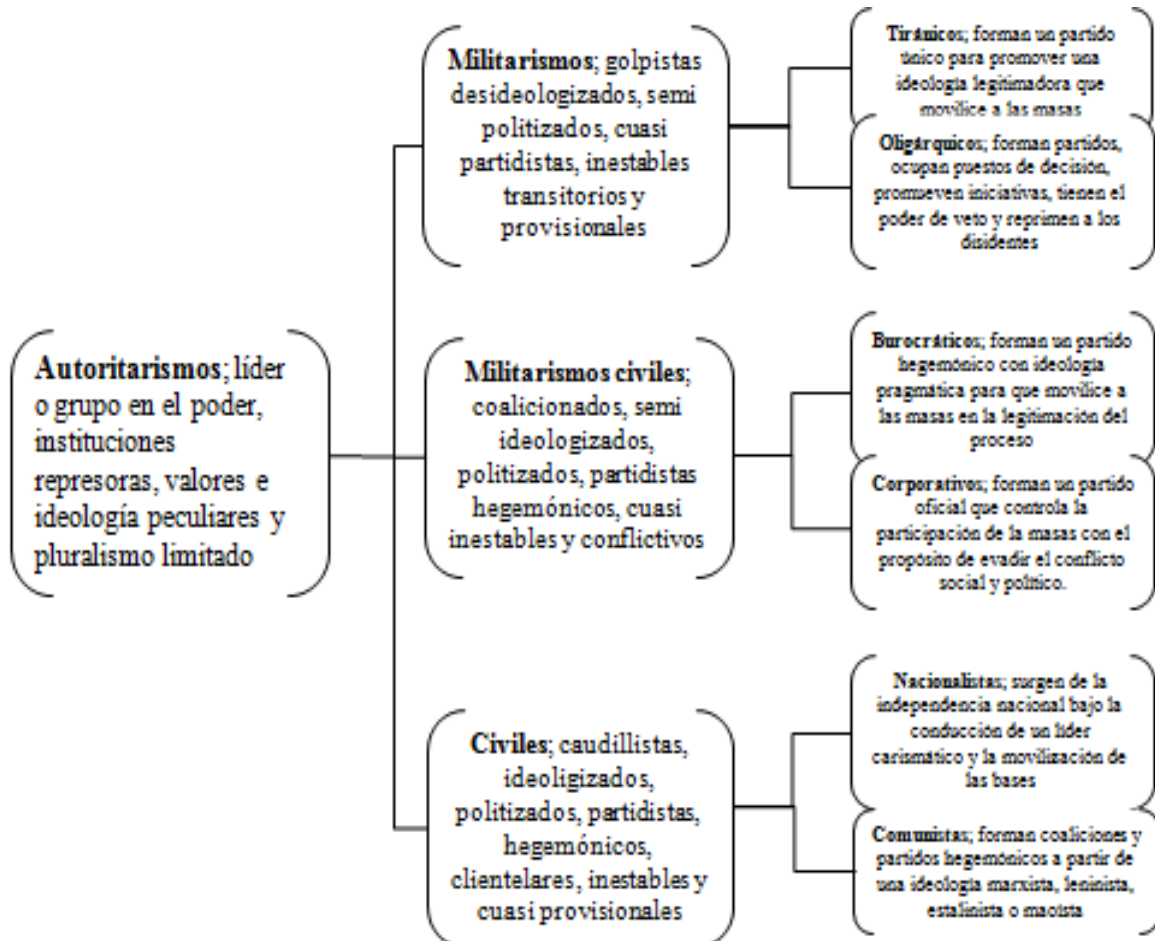 Autoritarismos; líder
o grupo en el poder,
instituciones
represoras, valores e
ideología peculiares y
pluralismo limitado
Militarismos; golpistas
desideologizados, semi
politizados, cuasi
partidistas, inestables
transitorios y
provisionales
Tiránicos; forman un partido
único para promover una
ideología legitimadora que
movilice a las masas
Oligárquicos; forman partidos,
ocupan puestos de decisión,
promueven iniciativas, tienen el
poder de veto y reprimen a los
disidentes
Militarismos civiles;
coalicionados, semi
ideologizados,
politizados, partidistas
hegemónicos, cuasi
inestables y conflictivos
Burocráticos; forman un partido
hegemónico con ideología
pragmática para que movilice a
las masas en la legitimación del
proceso
Corporativos; forman un partido
oficial que controla la
participación de la masas con el
propósito de evadir el conflicto
social y político.
Civiles; caudillistas,
ideoligizados,
politizados, partidistas,
hegemónicos,
clientelares, inestables y
cuasi provisionales
Nacionalistas; surgen de la
independencia nacional bajo la
conducción de un líder
carismático y la movilización de
las bases
Comunistas; forman coaliciones y
partidos hegemónicos a partir de
una ideología marxista, leninista,
estalinista o maoísta